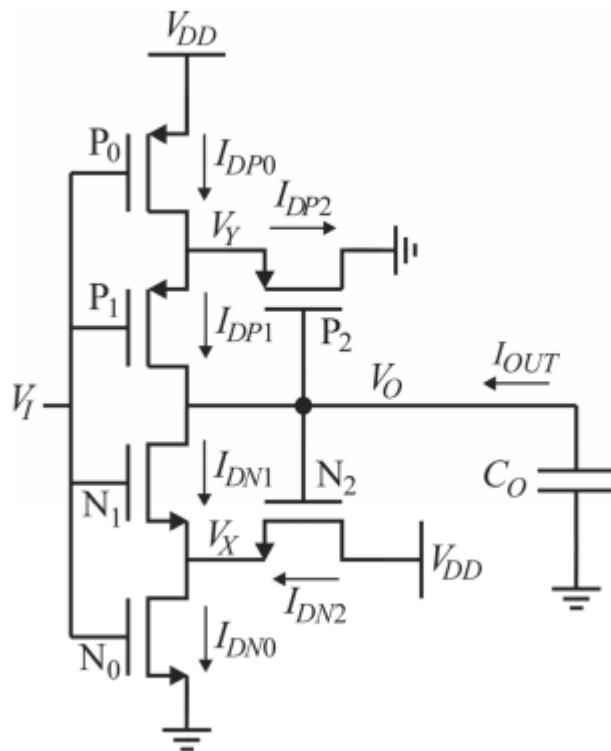 V_DD
P_0
I_DP0
I_DP2
V_Y
P_1
I_DP1
P_2
I_OUT
V_O
V_I
I_DN1
N_2
C_O
N_1
V_X
V_DD
I_DN2
N_0
I_DN0